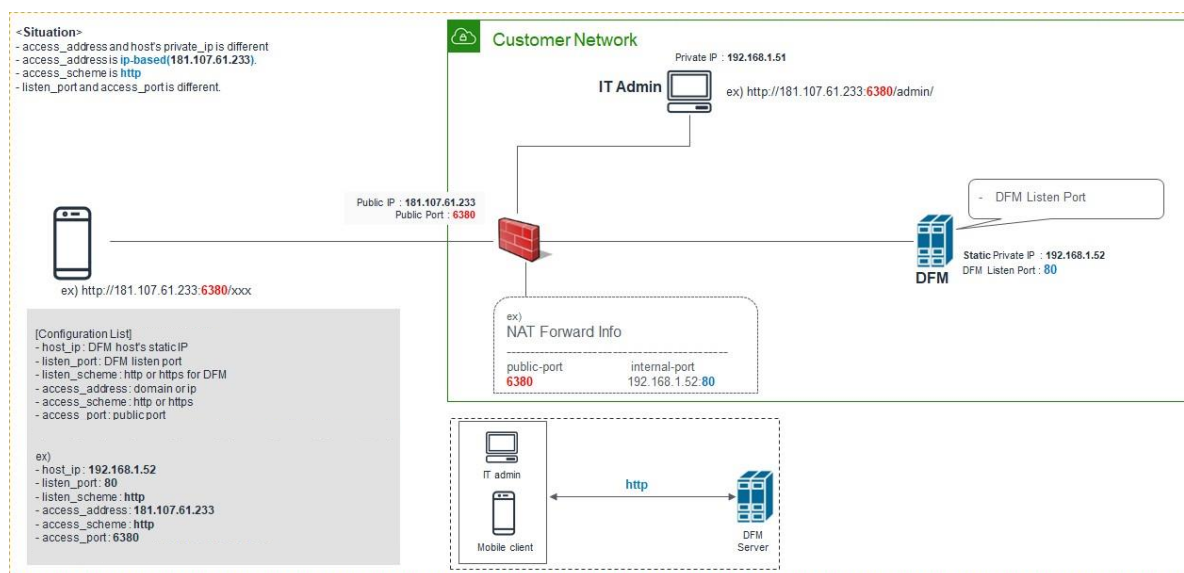 <Situation>
- access_address and host's private_ip is different
- access_address is ip-based(181.107.61.233).
- access_scheme is http
- listen_port and access_port is different.
Customer Network
Private IP : 192.168.1.51
IT Admin
ex) http://181.107.61.233:6380/admin/
Public IP : 181.107.61.233
Public Port : 6380
- DFM Listen Port
Static Private IP : 192.168.1.52
DFM Listen Port : 80
DFM
ex) http://181.107.61.233:6380/xxx
ex)
NAT Forward Info
public-port internal-port
6380 192.168.1.52:80
[Configuration List]
- host_ip : DFM host's static IP
- listen_port : DFM listen port
- listen_scheme : http or https for DFM
- access_address : domain or ip
- access_scheme : http or https
- access_port : public port
ex)
- host_ip : 192.168.1.52
- listen_port : 80
- listen_scheme : http
- access_address : 181.107.61.233
- access_scheme : http
- access_port : 6380
IT admin
http
Mobile client
DFM
Server